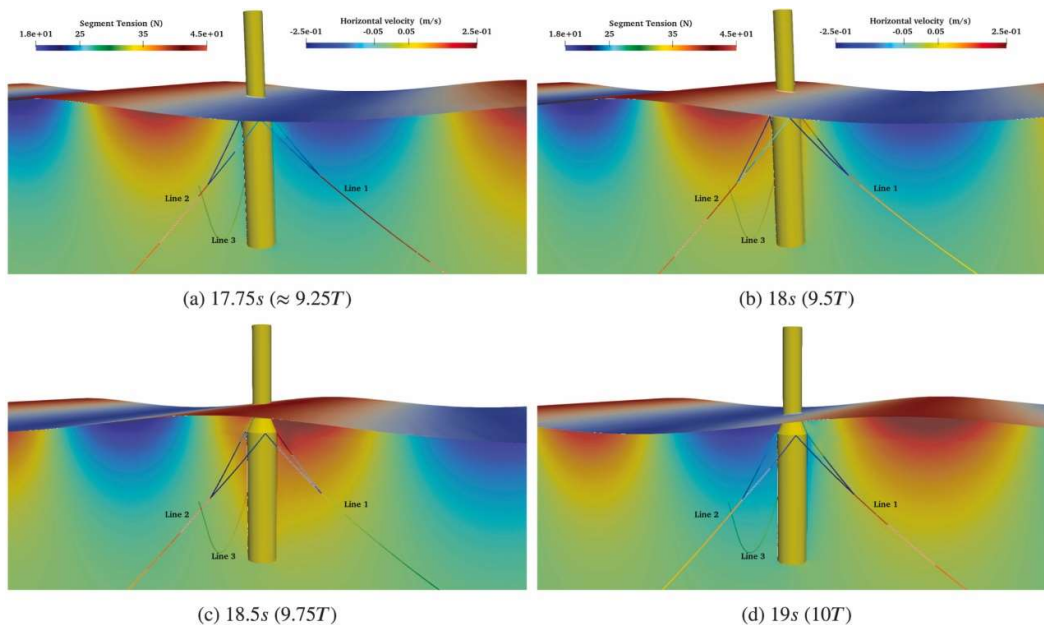 Segment Tension (N)
1.8e+01 25 35 4.5e+01
Horizontal velocity (m/s)
-2.5e-01 -0.05 0.05 2.5e-01
Line 2
Line 1
Line 3
(a) 17.75s (≈ 9.25T)
Segment Tension (N)
1.8e+01 25 35 4.5e+01
Horizontal velocity (m/s)
-2.5e-01 -0.05 0.05 2.5e-01
Line 2
Line 1
Line 3
(b) 18s (9.5T)
Line 2
Line 1
Line 3
(c) 18.5s (9.75T)
Line 2
Line 1
Line 3
(d) 19s (10T)